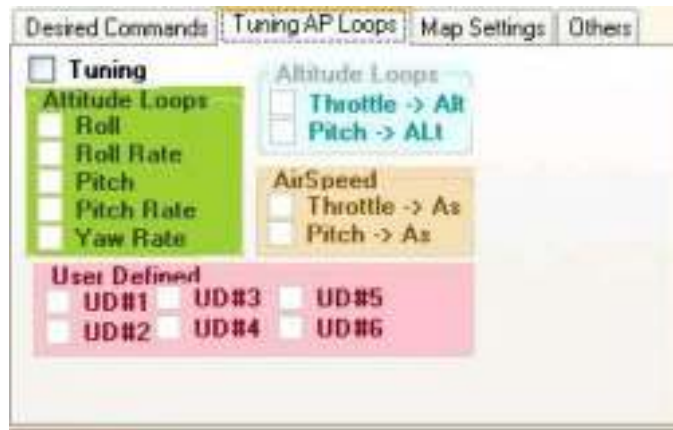 Desired Commands Tuning AP Loops Map Settings Others
Tuning
Attitude Loops
Roll
Roll Rate
Pitch
Pitch Rate
Yaw Rate
Altitude Loops
Throttle -> Alt
Pitch -> ALt
AirSpeed
Throttle -> As
Pitch -> As
User Defined
UD#1 UD#3 UD#5
UD#2 UD#4 UD#6